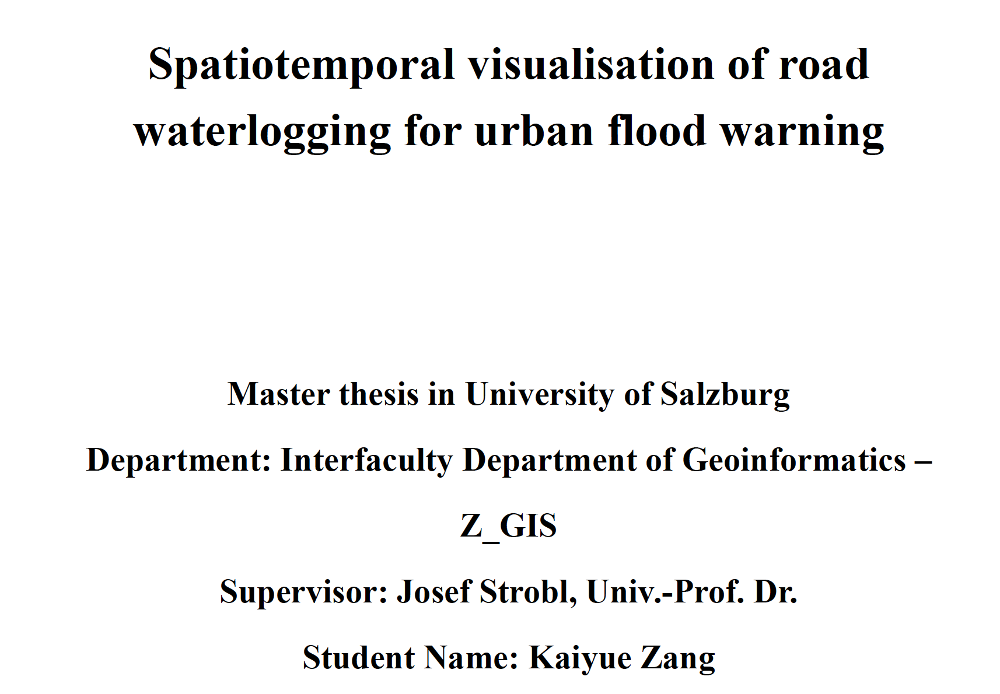 Spatiotemporal visualisation of road
waterlogging for urban flood warning
Master thesis in University of Salzburg
Department: Interfaculty Department of Geoinformatics –
Z_GIS
Supervisor: Josef Strobl, Univ.-Prof. Dr.
Student Name: Kaiyue Zang